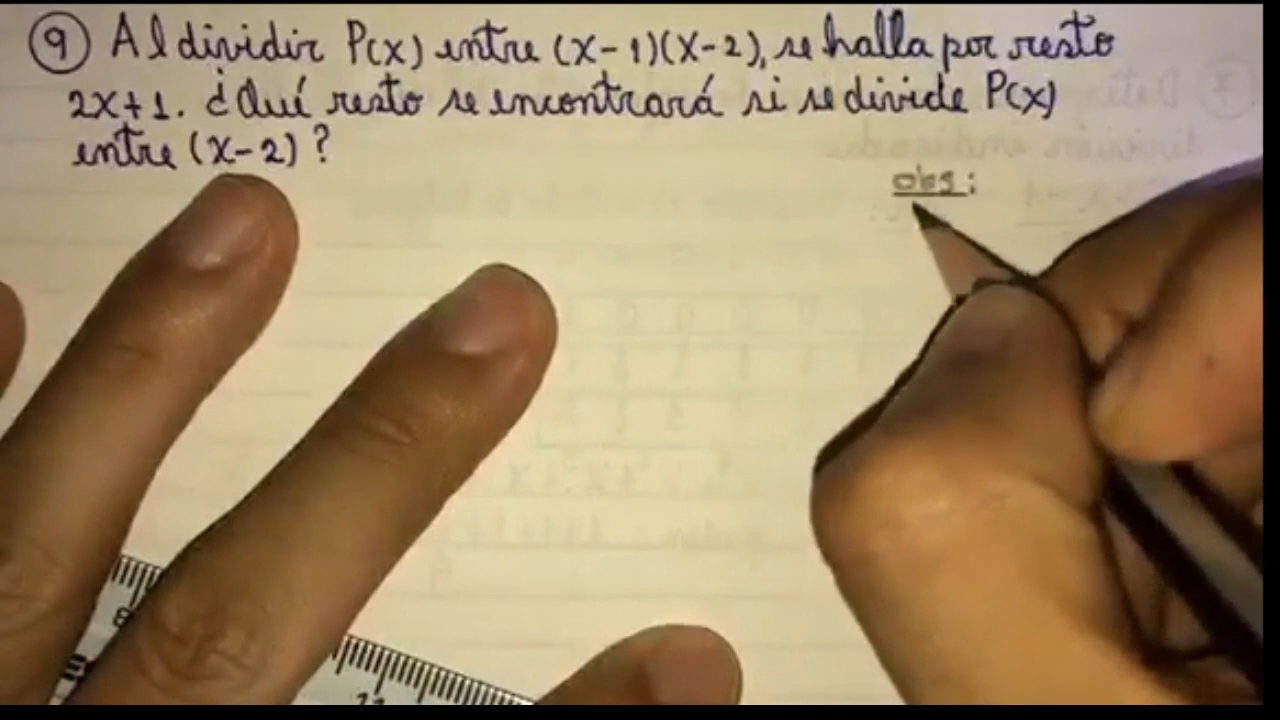 9 Al dividir P(x) entre (x-1)(x-2), se halla por resto
2x+1. ¿Qué resto se encontrará si se divide P(x)
entre (x-2)?
obs: